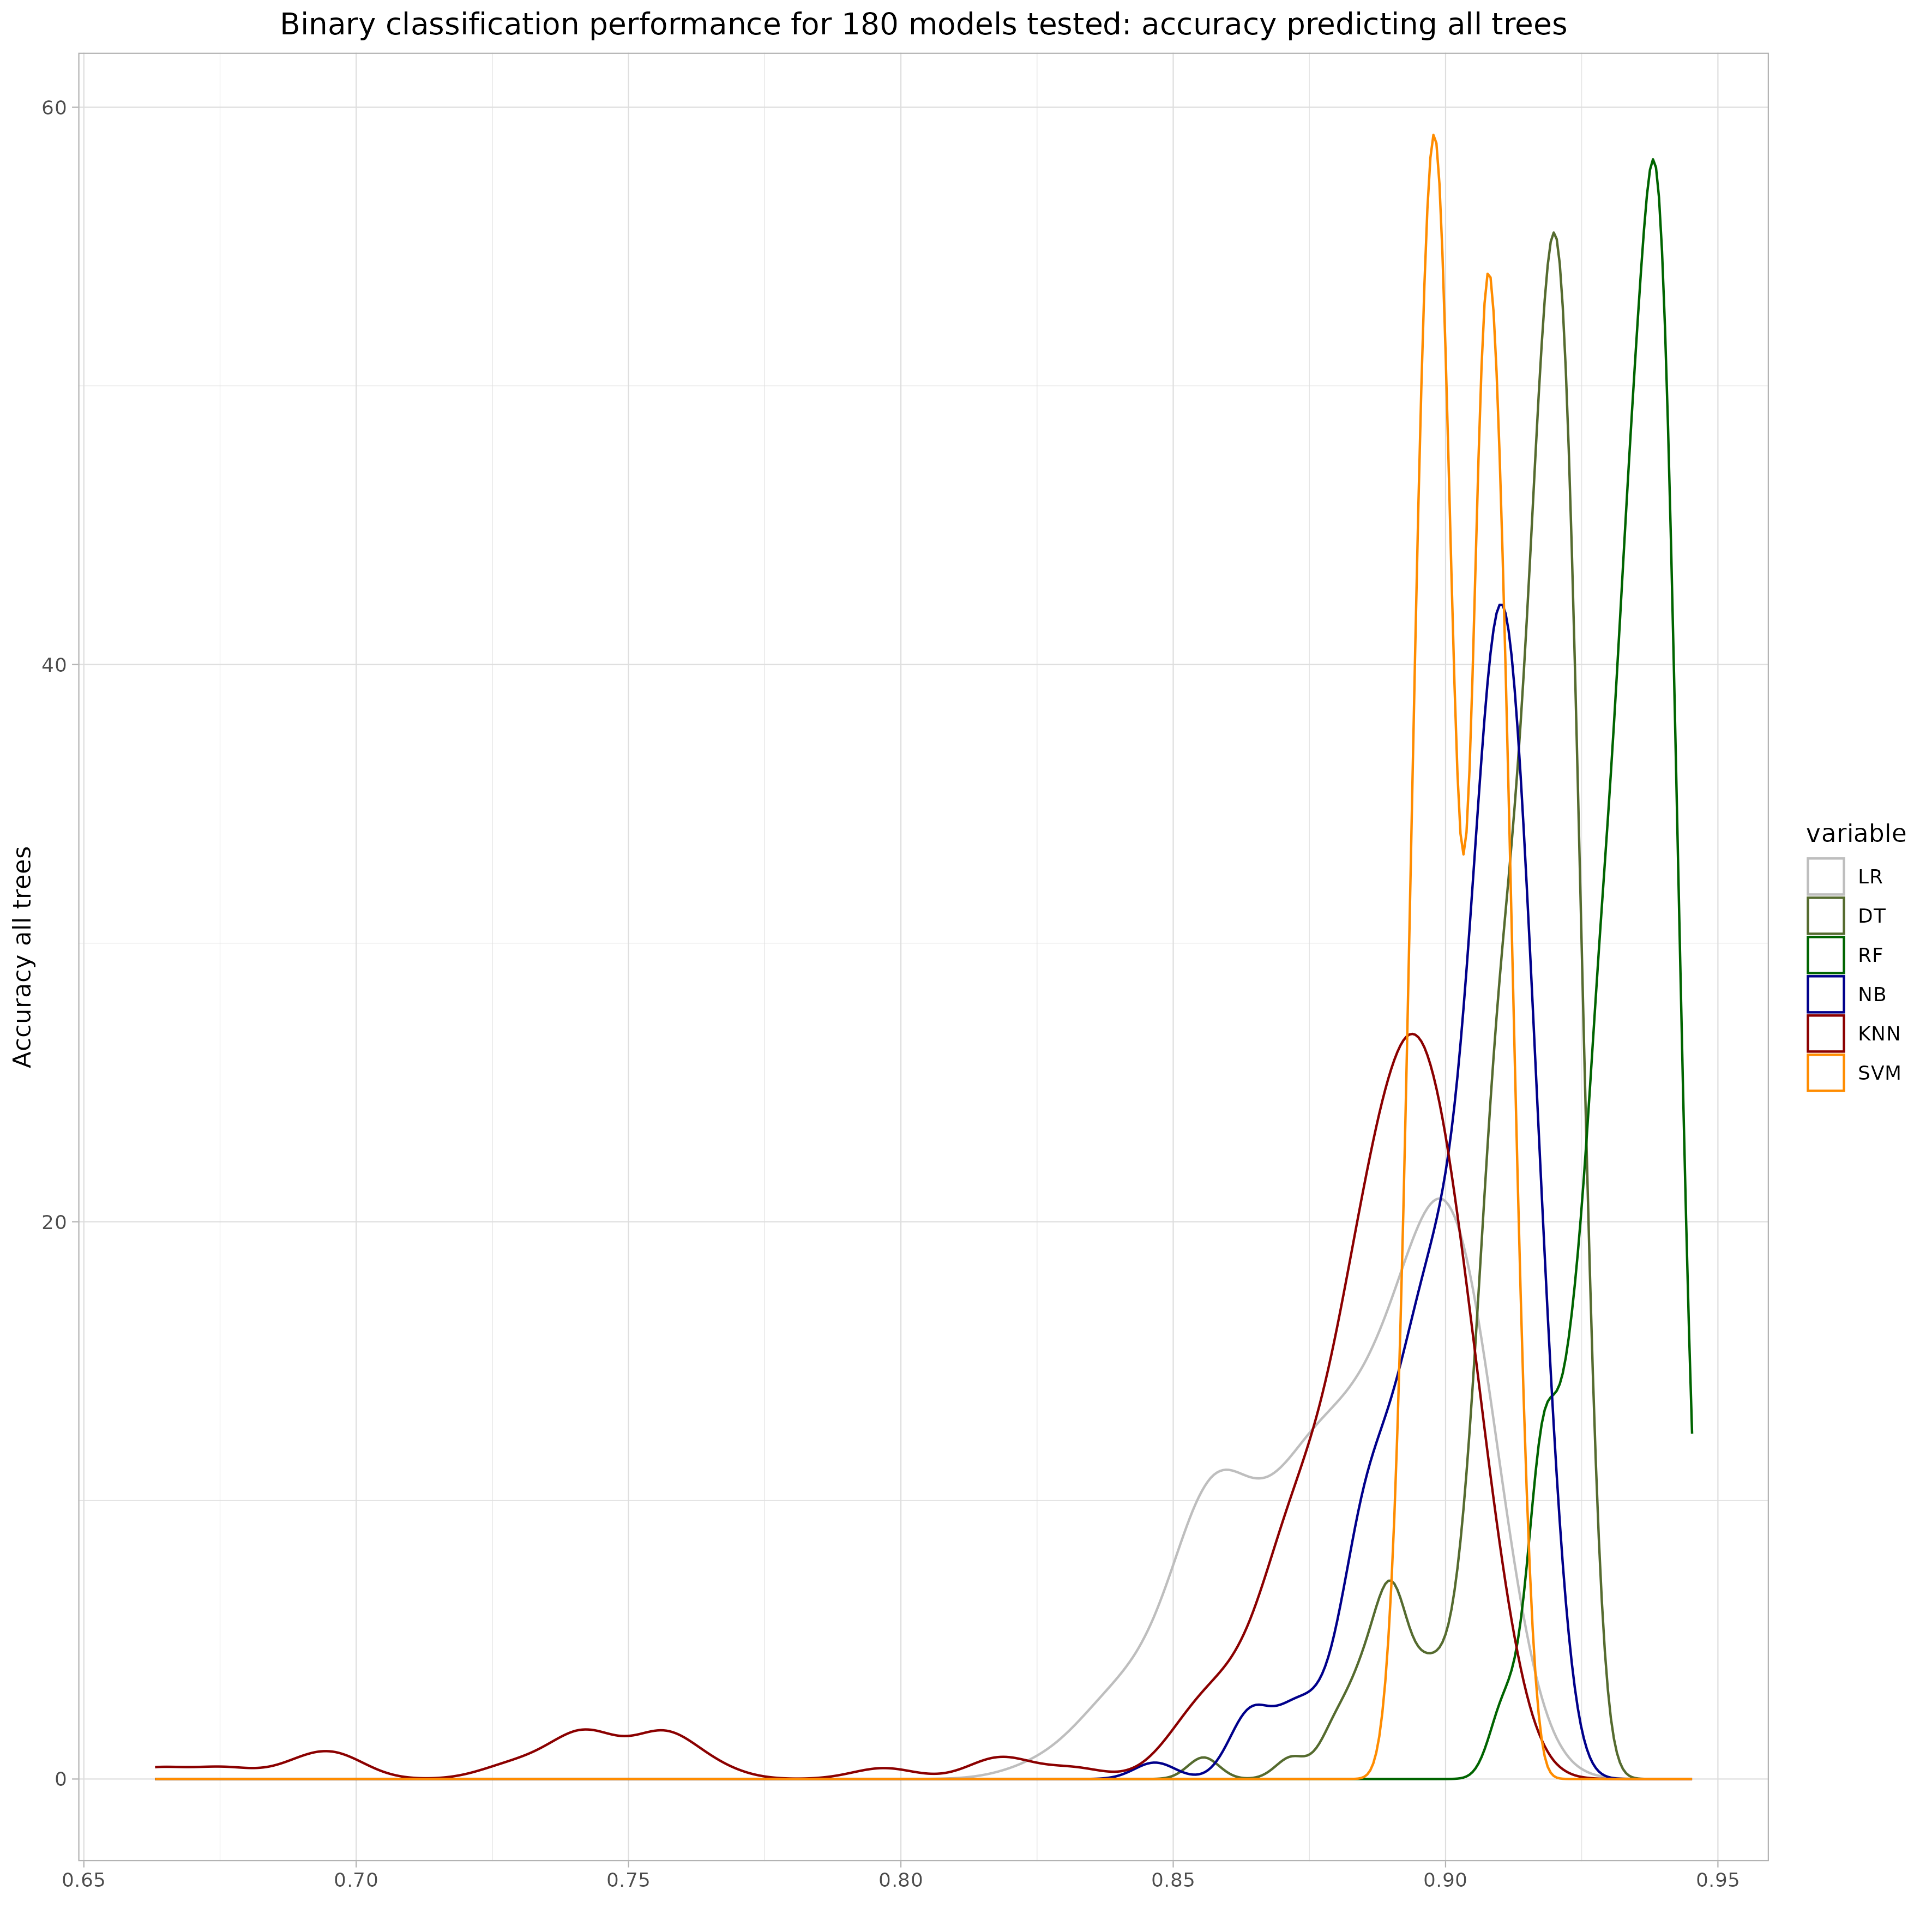 Binary classification performance for 180 models tested: accuracy predicting all trees
Accuracy all trees
60
40
20
0
0.65 0.70 0.75 0.80 0.85 0.90 0.95
variable
LR
DT
RF
NB
KNN
SVM